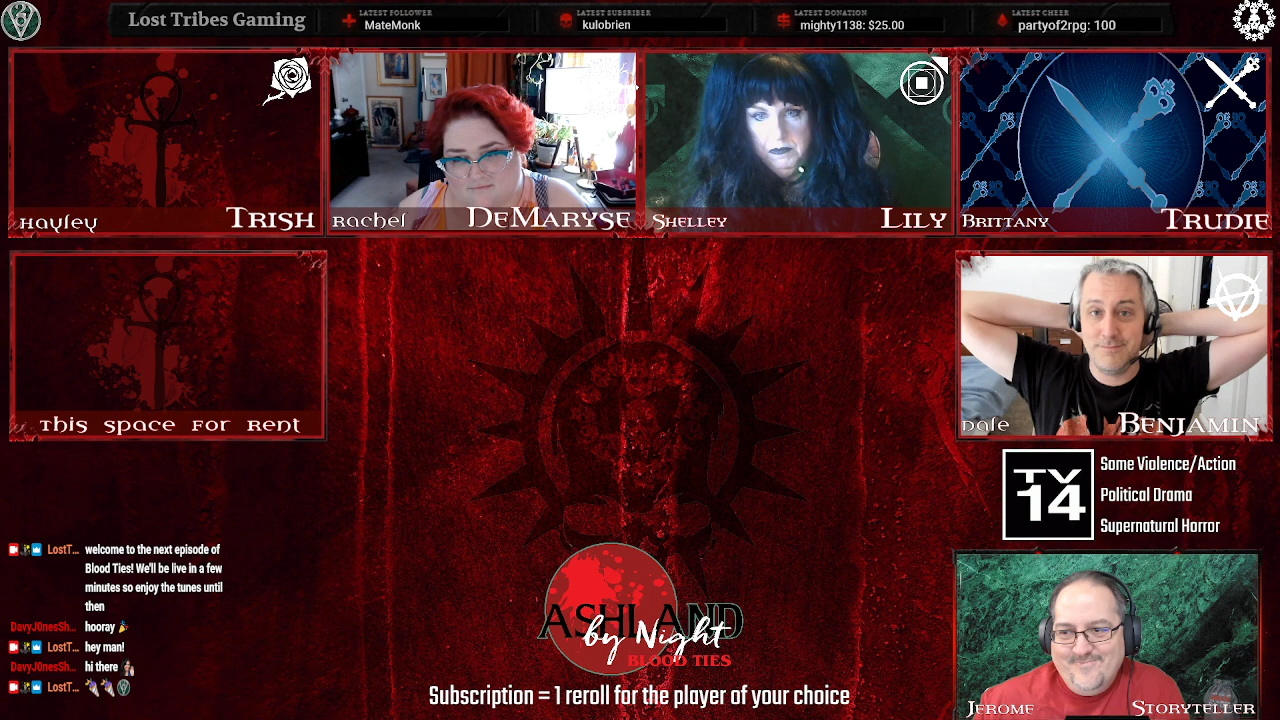 Lost Tribes Gaming
LATEST FOLLOWER
MateMonk
LATEST SUBSRIBER
kulobrien
LATEST DONATION
mighty1138: $25.00
LATEST CHEER
partyof2rpg: 100
Hayley
Trish
Rachel
DeMaryse
Shelley
Lily
Brittany
Trudie
This Space For Rent
Dale
Benjamin
TV
14
Some Violence/Action
Political Drama
Supernatural Horror
LostT... welcome to the next episode of
Blood Ties! We'll be live in a few
minutes so enjoy the tunes until
then
DavyJ0nesSh... hooray
LostT... hey man!
DavyJ0nesSh... hi there
LostT...
ASHLAND
by Night
BLOOD TIES
Subscription = 1 reroll for the player of your choice
Jerome
Storyteller